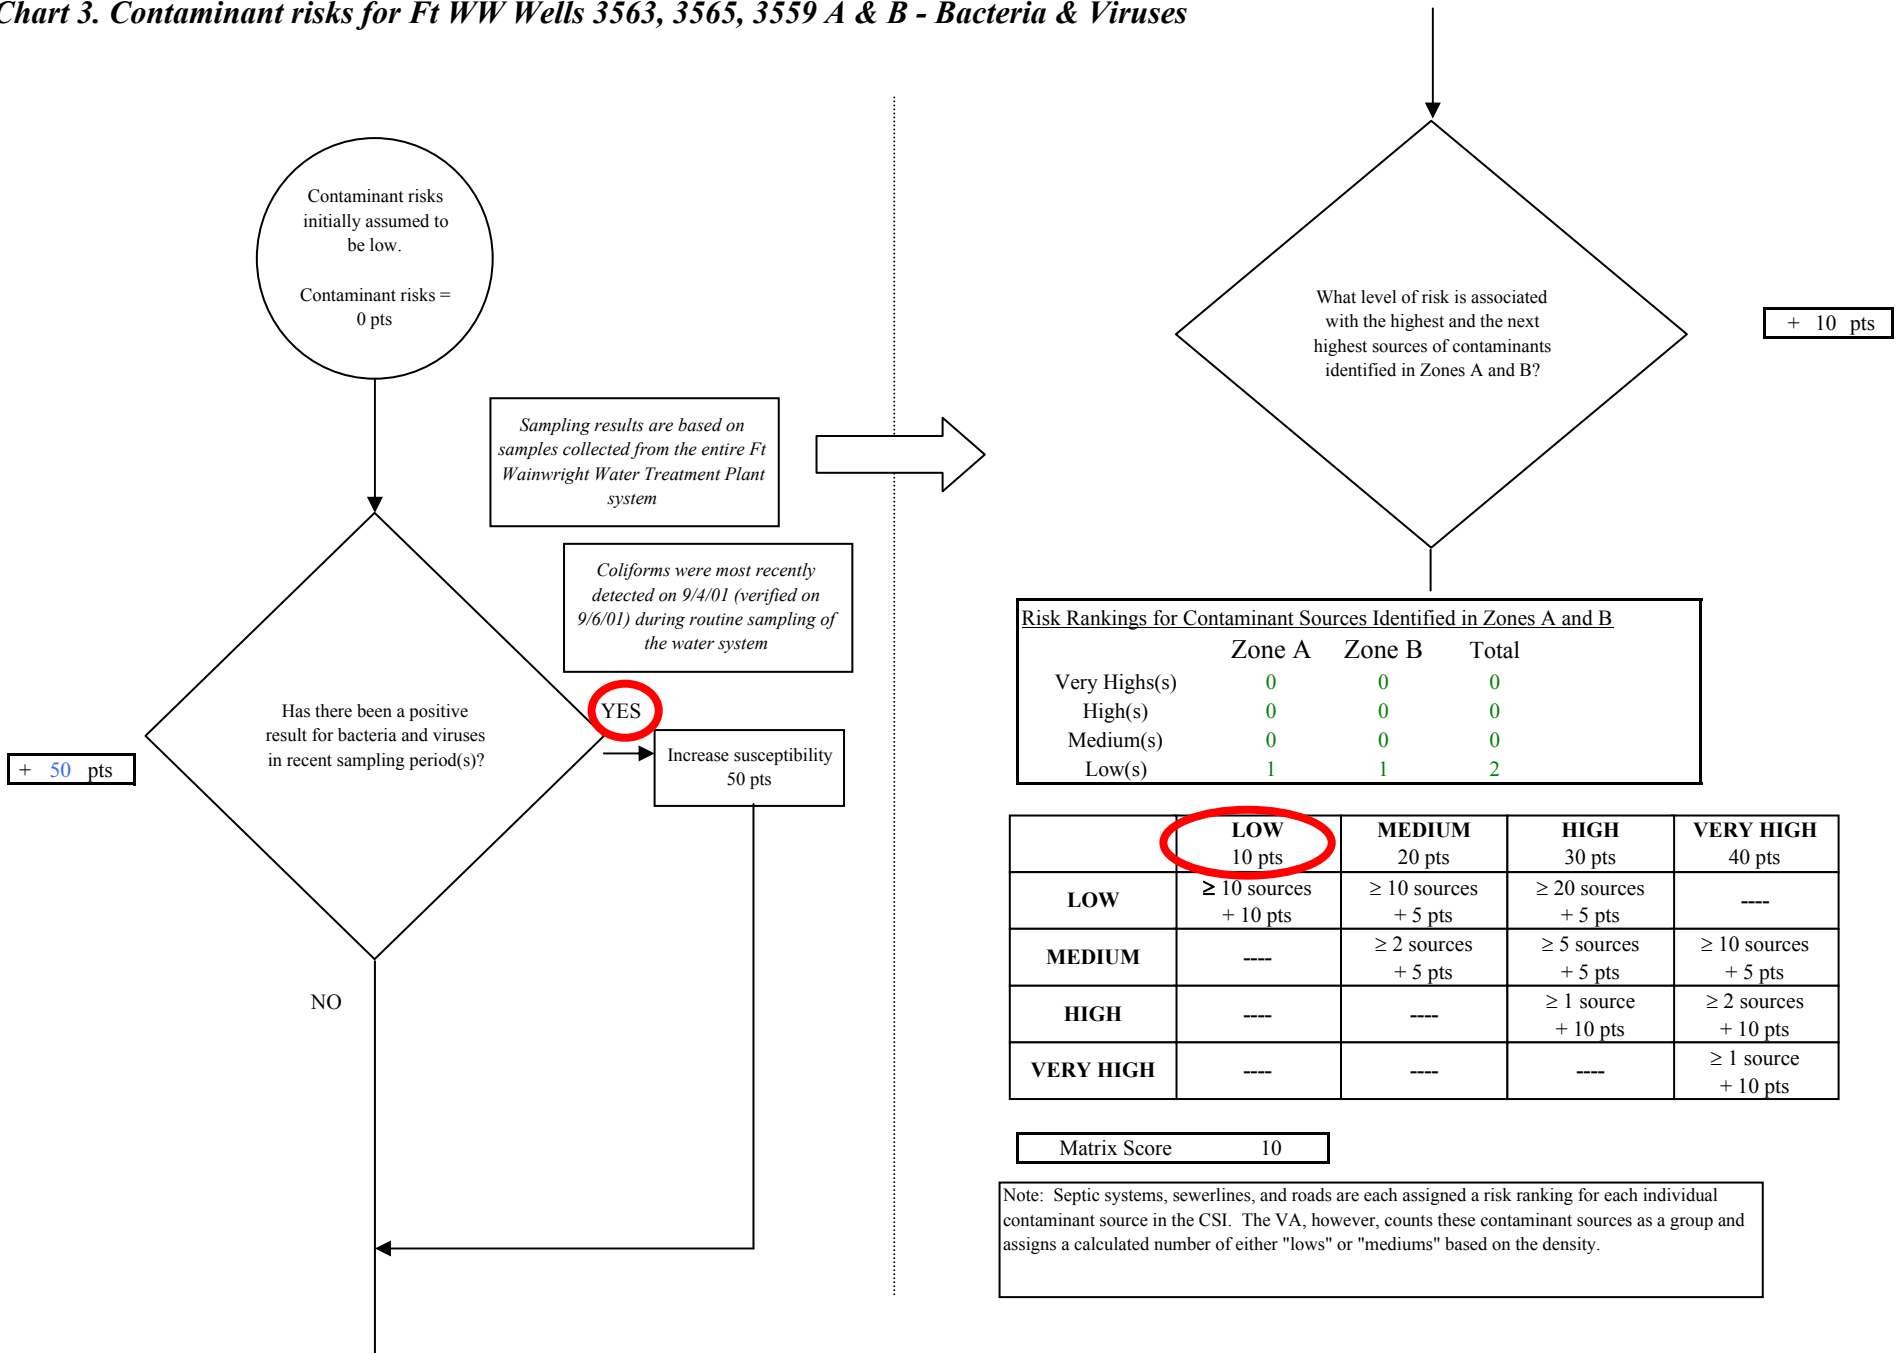 Chart 3. Contaminant risks for Ft WW Wells 3563, 3565, 3559 A & B - Bacteria & Viruses
Contaminant risks
initially assumed to
be low.
Contaminant risks =
0 pts
Sampling results are based on
samples collected from the entire Ft
Wainwright Water Treatment Plant
system
Coliforms were most recently
detected on 9/4/01 (verified on
9/6/01) during routine sampling of
the water system
YES
Has there been a positive
result for bacteria and viruses
in recent sampling period(s)?
+ 50 pts
Increase susceptibility
50 pts
NO
What level of risk is associated
with the highest and the next
highest sources of contaminants
identified in Zones A and B?
+ 10 pts
Risk Rankings for Contaminant Sources Identified in Zones A and B
Zone A Zone B Total
Very Highs(s) 0 0 0
High(s) 0 0 0
Medium(s) 0 0 0
Low(s) 1 1 2
LOW MEDIUM HIGH VERY HIGH
10 pts 20 pts 30 pts 40 pts
LOW ≥ 10 sources ≥ 10 sources ≥ 20 sources ----
+ 10 pts + 5 pts + 5 pts
MEDIUM ---- ≥ 2 sources ≥ 5 sources ≥ 10 sources
+ 5 pts + 5 pts + 5 pts
HIGH ---- ---- ≥ 1 source ≥ 2 sources
+ 10 pts + 10 pts
VERY HIGH ---- ---- ---- ≥ 1 source
+ 10 pts
Matrix Score 10
Note: Septic systems, sewerlines, and roads are each assigned a risk ranking for each individual
contaminant source in the CSI. The VA, however, counts these contaminant sources as a group and
assigns a calculated number of either "lows" or "mediums" based on the density.